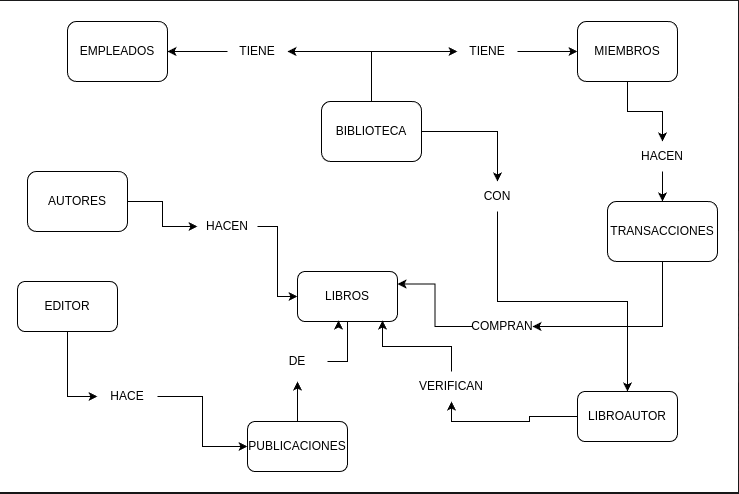 EMPLEADOS
TIENE
TIENE
MIEMBROS
BIBLIOTECA
HACEN
CON
AUTORES
HACEN
TRANSACCIONES
LIBROS
EDITOR
COMPRAN
DE
VERIFICAN
HACE
LIBROAUTOR
PUBLICACIONES